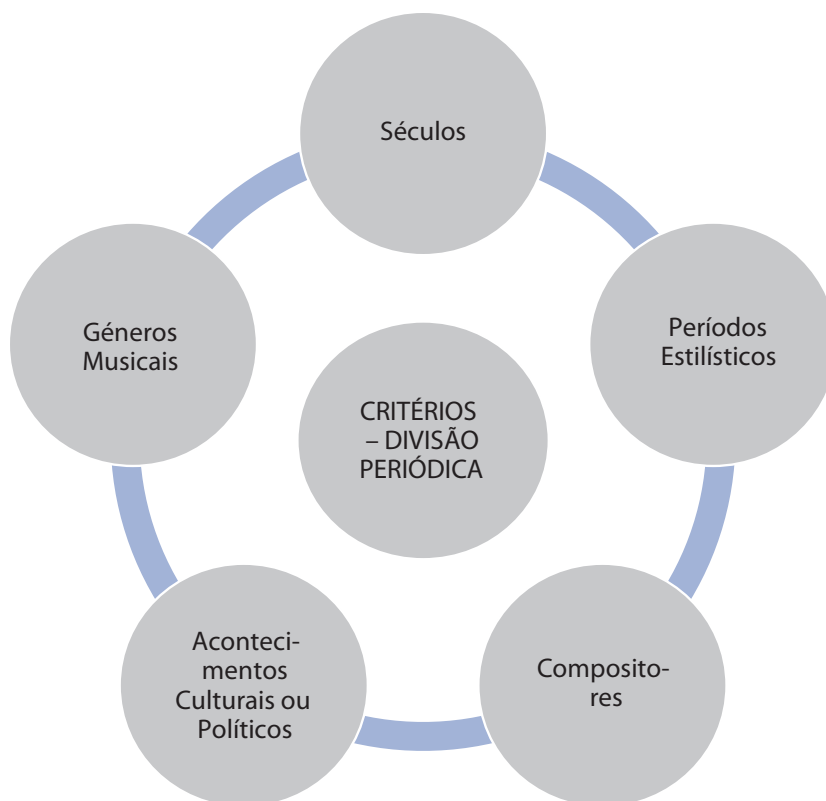 Séculos
Períodos
Estilísticos
Composito-
res
Aconteci-
mentos
Culturais ou
Políticos
Géneros
Musicais
CRITÉRIOS
– DIVISÃO
PERIÓDICA